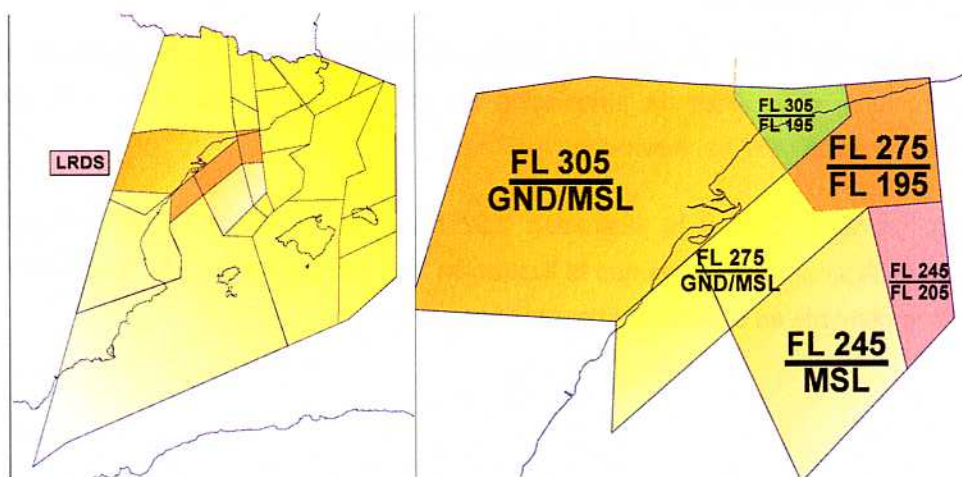 LRDS
FL 305
FL 195
FL 305
GND/MSL
FL 275
FL 195
FL 275
GND/MSL
FL 245
FL 205
FL 245
MSL